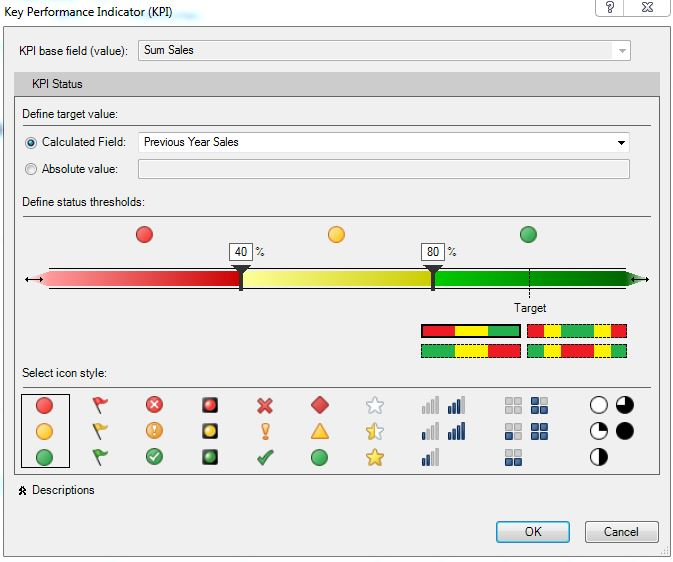 Key Performance Indicator (KPI)
?
KPI base field (value): Sum Sales
KPI Status
Define target value:
Calculated Field: Previous Year Sales
Absolute value:
Define status thresholds:
40 % 80 %
Target
Select icon style:
Descriptions
OK Cancel